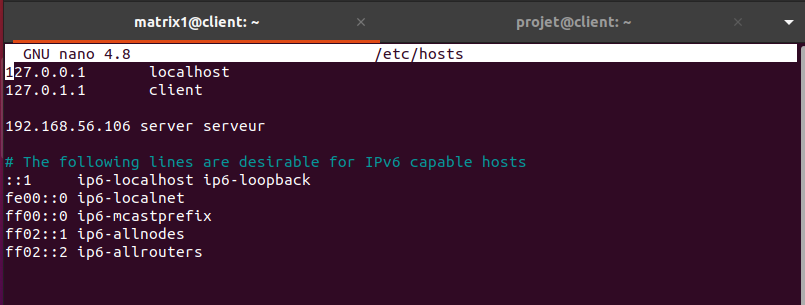 matrix1@client: ~ × projet@client: ~ ×
GNU nano 4.8 /etc/hosts
127.0.0.1 localhost
127.0.1.1 client
192.168.56.106 server serveur
# The following lines are desirable for IPv6 capable hosts
::1 ip6-localhost ip6-loopback
fe00::0 ip6-localnet
ff00::0 ip6-mcastprefix
ff02::1 ip6-allnodes
ff02::2 ip6-allrouters